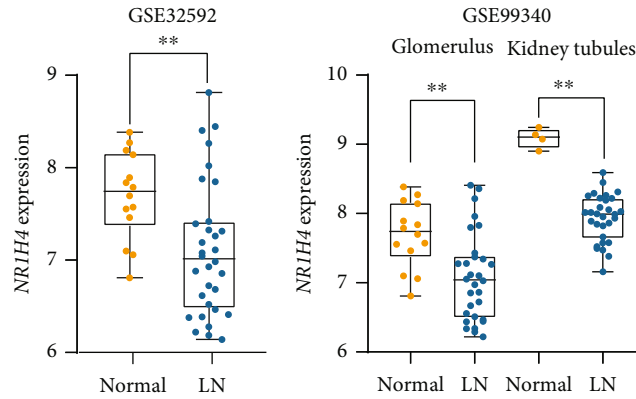 GSE32592
**
NR1H4 expression
9
8
7
6
Normal LN
GSE99340
Glomerulus Kidney tubules
** **
NR1H4 expression
10
9
8
7
6
Normal LN Normal LN